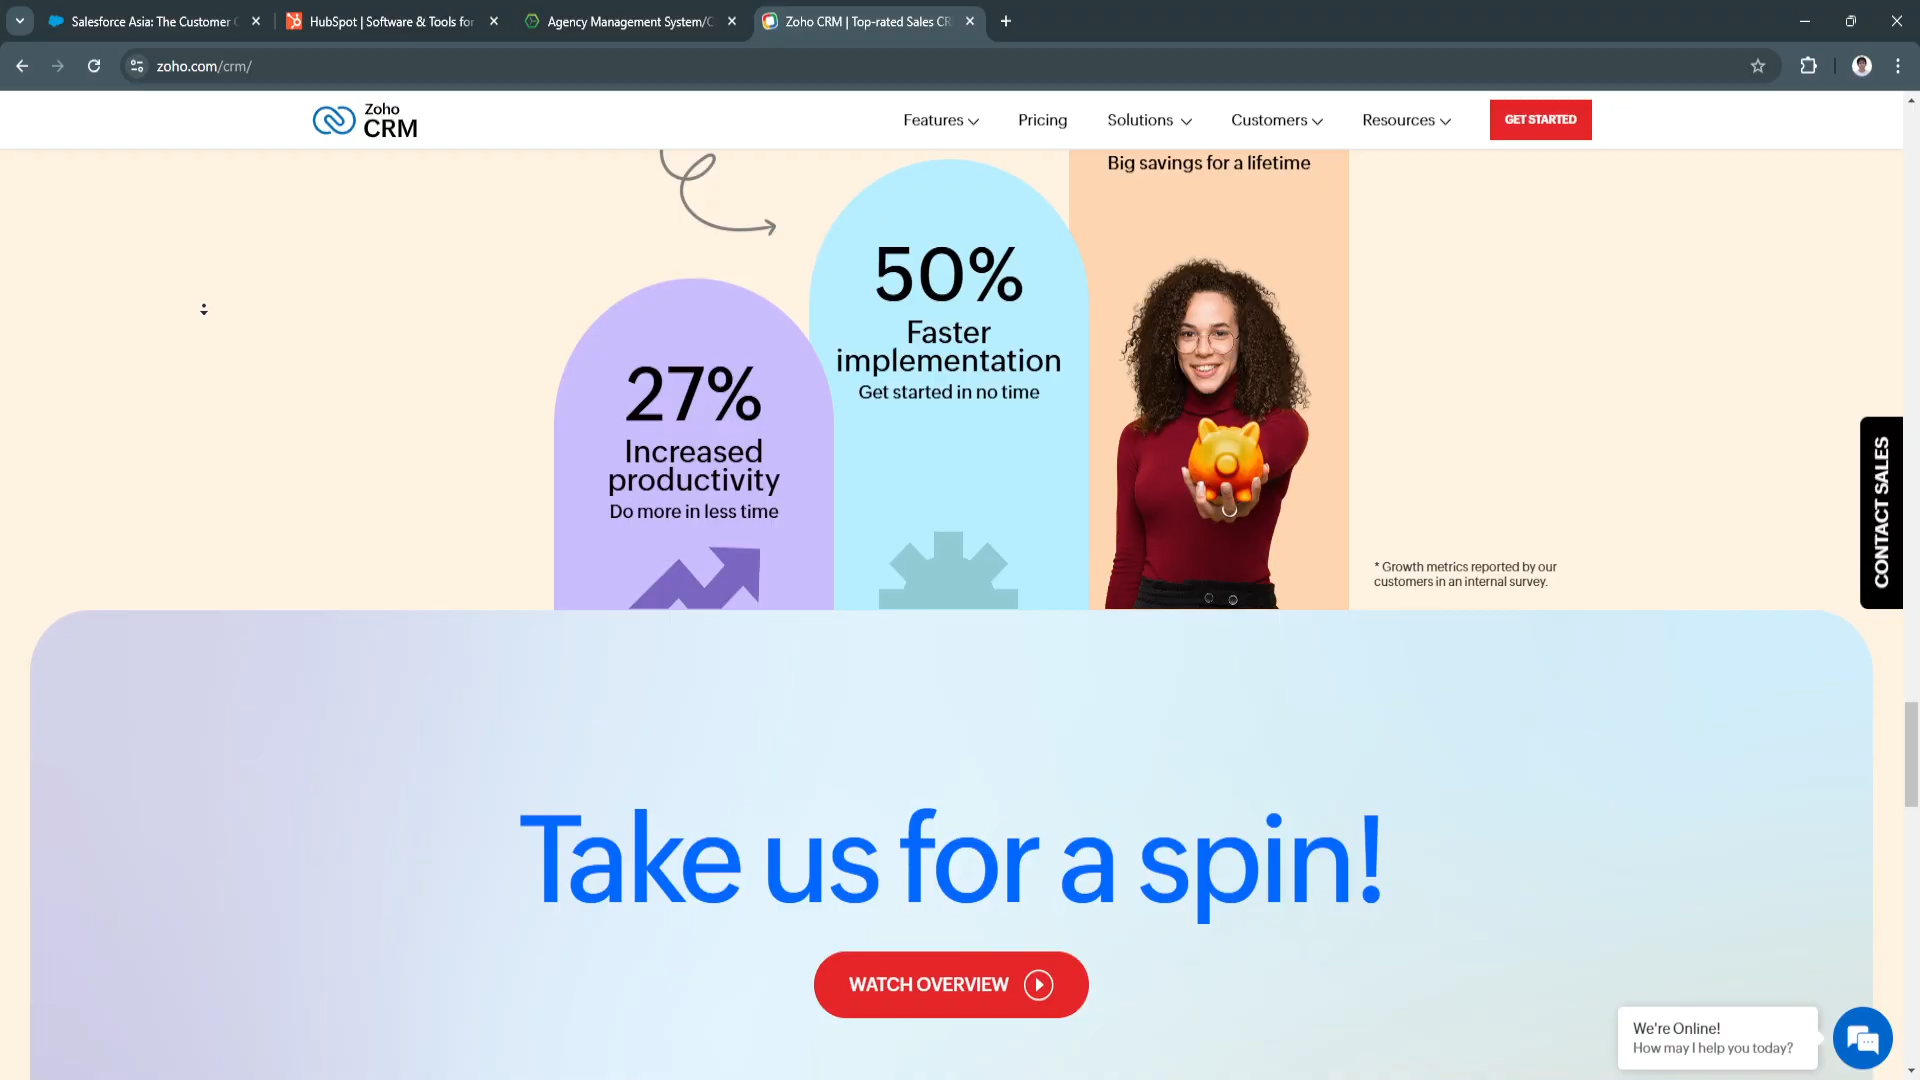 Salesforce Asia: The Customer C
HubSpot | Software & Tools for
Agency Management System/C
Zoho CRM | Top-rated Sales CR
zoho.com/crm/
Zoho
CRM
Features
Pricing
Solutions
Customers
Resources
GET STARTED
Big savings for a lifetime
50%
Faster
implementation
Get started in no time
27%
Increased
productivity
Do more in less time
* Growth metrics reported by our
customers in an internal survey.
CONTACT SALES
Take us for a spin!
WATCH OVERVIEW
We're Online!
How may I help you today?